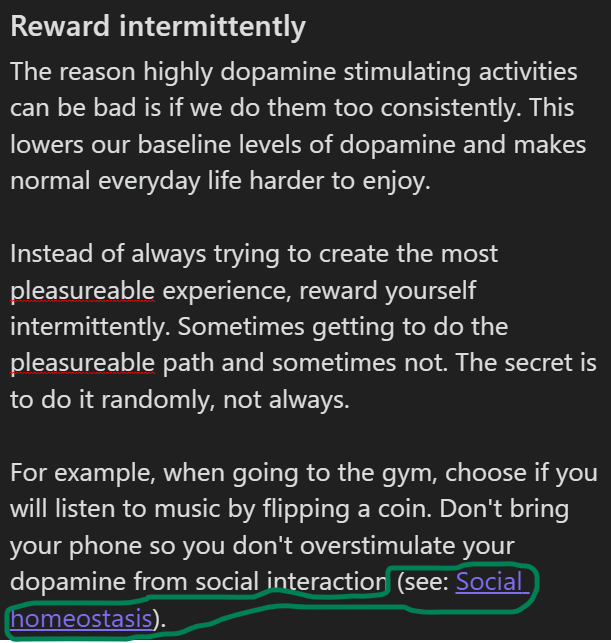 Reward intermittently
The reason highly dopamine stimulating activities
can be bad is if we do them too consistently. This
lowers our baseline levels of dopamine and makes
normal everyday life harder to enjoy.
Instead of always trying to create the most
pleasureable experience, reward yourself
intermittently. Sometimes getting to do the
pleasureable path and sometimes not. The secret is
to do it randomly, not always.
For example, when going to the gym, choose if you
will listen to music by flipping a coin. Don't bring
your phone so you don't overstimulate your
dopamine from social interaction (see: Social
homeostasis).